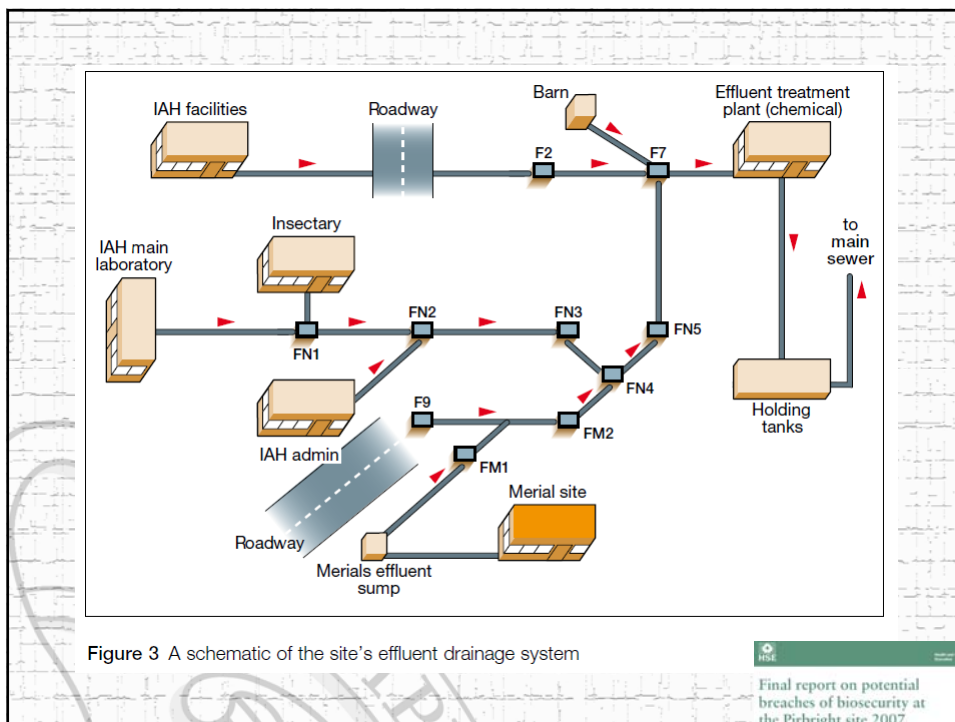 IAH facilities
Roadway
Barn
Effluent treatment
plant (chemical)
F2
F7
Insectary
IAH main
laboratory
to
main
sewer
FN1
FN2
FN3
FN5
FN4
IAH admin
F9
FM2
FM1
Holding
tanks
Merial site
Roadway
Merials effluent
sump
Figure 3 A schematic of the site's effluent drainage system
HSE
Final report on potential
breaches of biosecurity at
the Pirbright site 2007